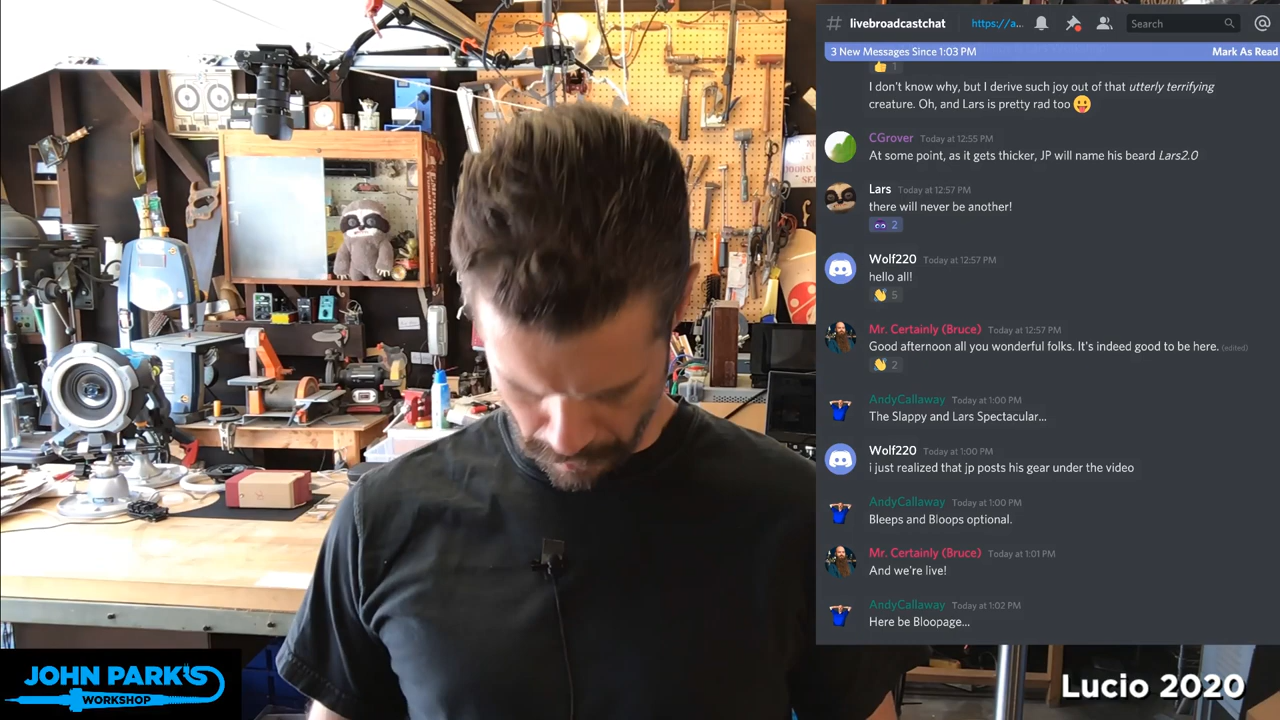 # livebroadcastchat https://a... Search
3 New Messages Since 1:03 PM Mark As Read
1
I don't know why, but I derive such joy out of that utterly terrifying
creature. Oh, and Lars is pretty rad too
CGrover Today at 12:55 PM
At some point, as it gets thicker, JP will name his beard Lars2.0
Lars Today at 12:57 PM
there will never be another!
2
Wolf220 Today at 12:57 PM
hello all!
5
Mr. Certainly (Bruce) Today at 12:57 PM
Good afternoon all you wonderful folks. It's indeed good to be here. (edited)
2
AndyCallaway Today at 1:00 PM
The Slappy and Lars Spectacular...
Wolf220 Today at 1:00 PM
i just realized that jp posts his gear under the video
AndyCallaway Today at 1:00 PM
Bleeps and Bloops optional.
Mr. Certainly (Bruce) Today at 1:01 PM
And we're live!
AndyCallaway Today at 1:02 PM
Here be Bloopage...
JOHN PARK'S
WORKSHOP
Lucio 2020